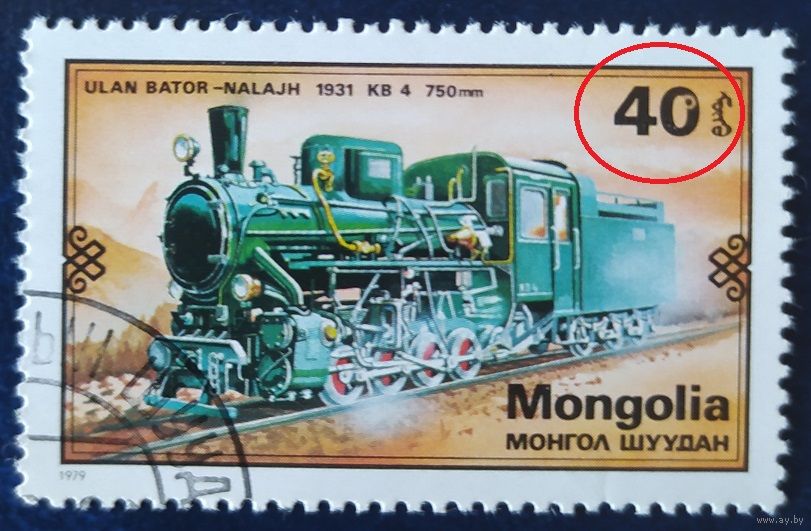 ULAN BATOR-NALAJH 1931 KB 4 750mm
40
Mongolia
МОНГОЛ ШУУДАН
1979
www.ay.by